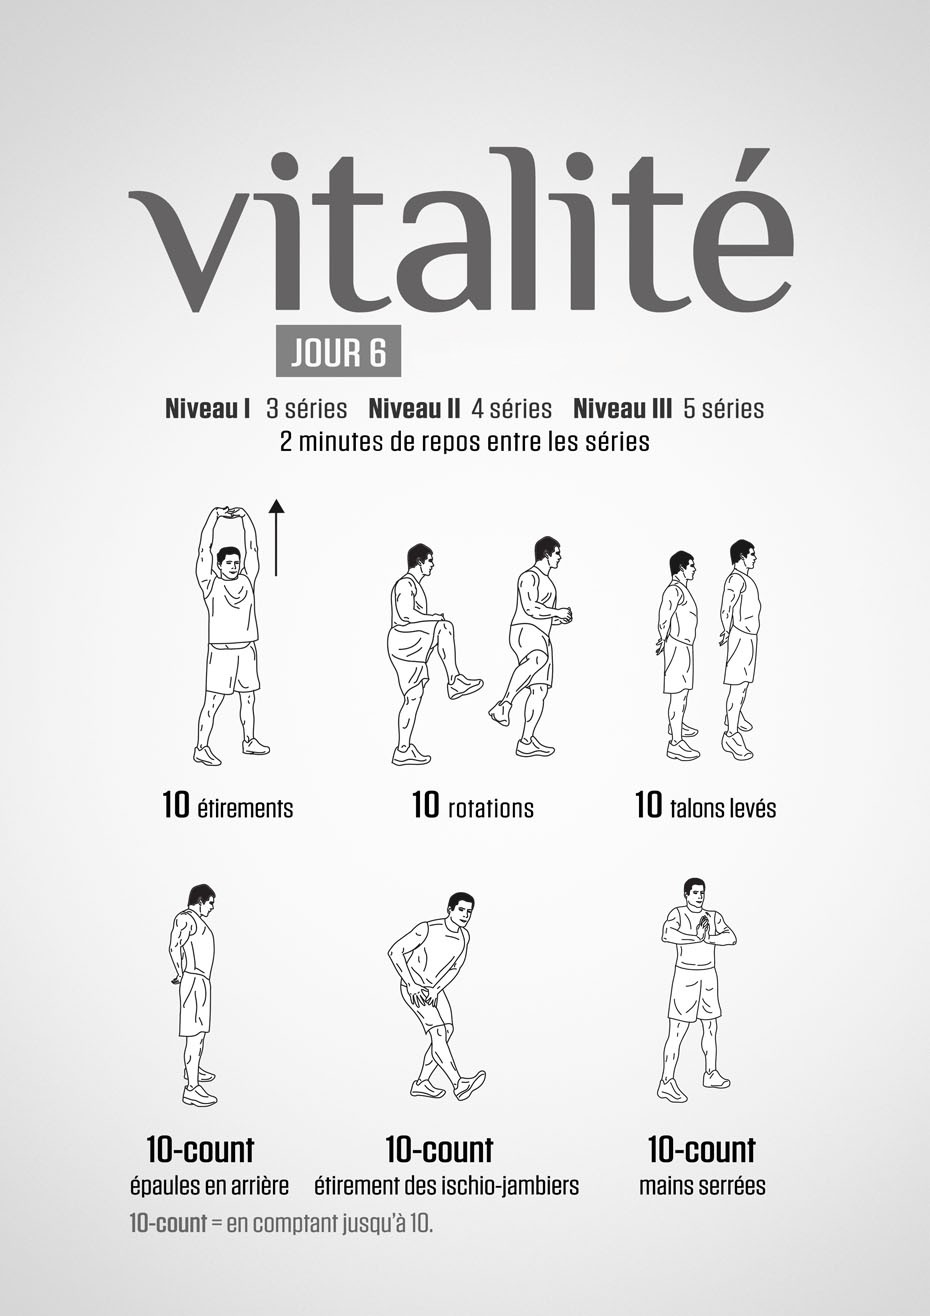 vitalité
JOUR 6
Niveau I 3 séries Niveau II 4 séries Niveau III 5 séries
2 minutes de repos entre les séries
10 étirements
10 rotations
10 talons levés
10-count
épaules en arrière
10-count
étirement des ischio-jambiers
10-count
mains serrées
10-count = en comptant jusqu'à 10.